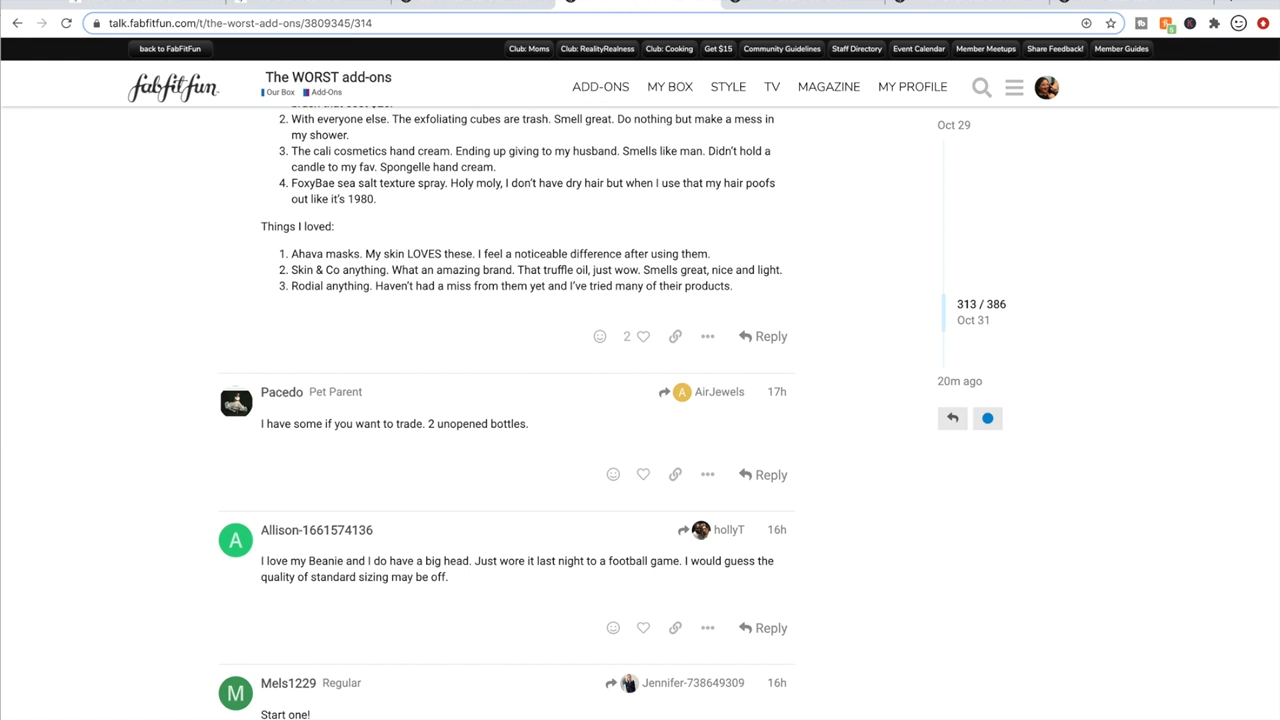 talk.fabfitfun.com/t/the-worst-add-ons/3809345/314
back to FabFitFun
Club: Moms
Club: RealityRealness
Club: Cooking
Get $15
Community Guidelines
Staff Directory
Event Calendar
Member Meetups
Share Feedback!
Member Guides
fabfitfun
The WORST add-ons
Our Box
Add-Ons
ADD-ONS
MY BOX
STYLE
TV
MAGAZINE
MY PROFILE
2. With everyone else. The exfoliating cubes are trash. Smell great. Do nothing but make a mess in
my shower.
3. The cali cosmetics hand cream. Ending up giving to my husband. Smells like man. Didn’t hold a
candle to my fav. Spongelle hand cream.
4. FoxyBae sea salt texture spray. Holy moly, I don’t have dry hair but when I use that my hair poofs
out like it’s 1980.
Things I loved:
1. Ahava masks. My skin LOVES these. I feel a noticeable difference after using them.
2. Skin & Co anything. What an amazing brand. That truffle oil, just wow. Smells great, nice and light.
3. Rodial anything. Haven’t had a miss from them yet and I’ve tried many of their products.
2
Reply
Oct 29
313 / 386
Oct 31
20m ago
Pacedo Pet Parent
A AirJewels 17h
I have some if you want to trade. 2 unopened bottles.
Reply
A
Allison-1661574136
hollyT 16h
I love my Beanie and I do have a big head. Just wore it last night to a football game. I would guess the
quality of standard sizing may be off.
Reply
M
Mels1229 Regular
Jennifer-738649309 16h
Start one!